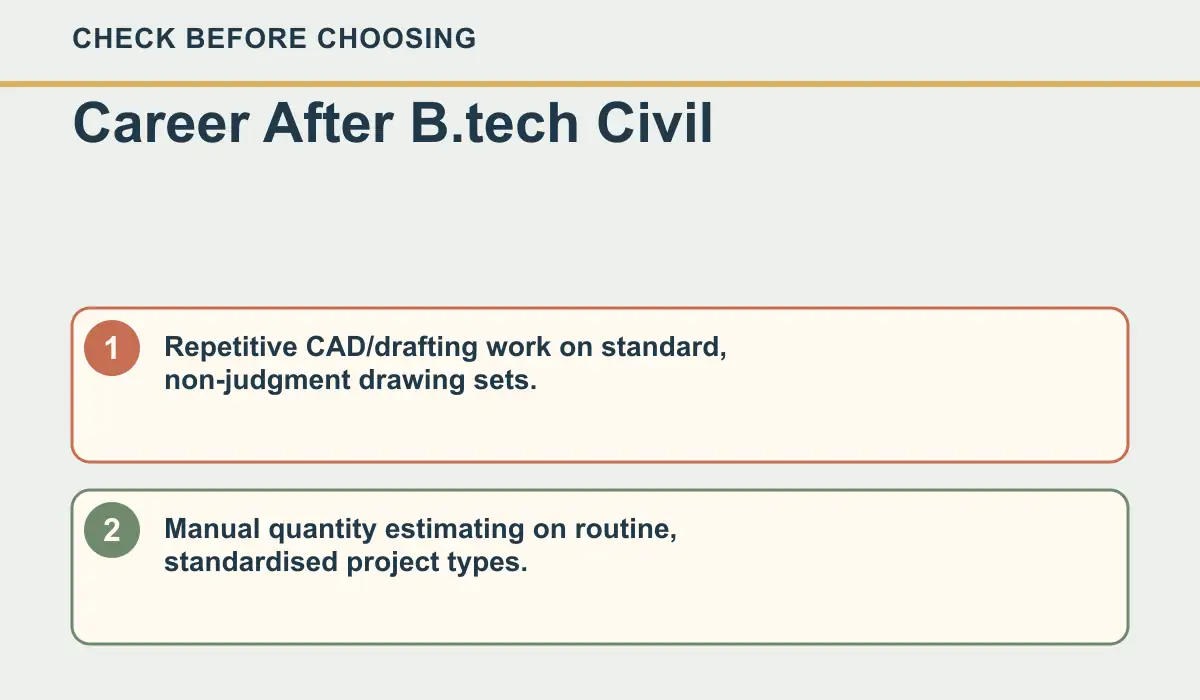 CHECK BEFORE CHOOSING
Career After B.tech Civil
1
Repetitive CAD/drafting work on standard,
non-judgment drawing sets.
2
Manual quantity estimating on routine,
standardised project types.